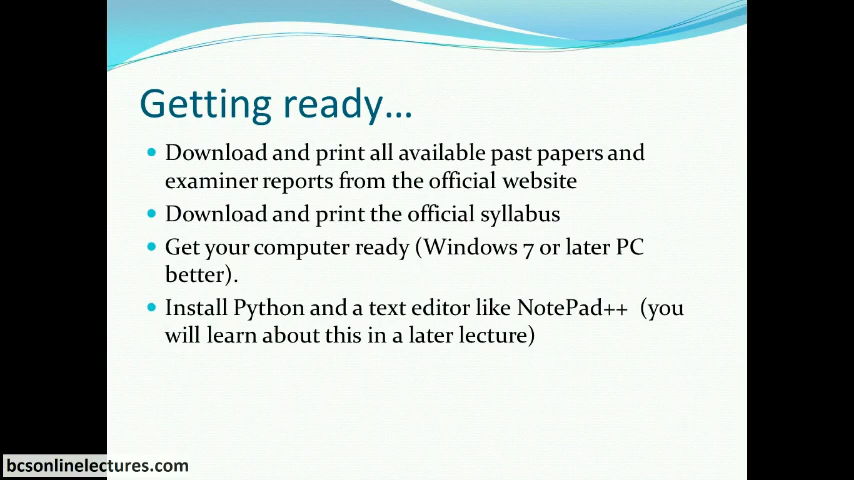 Getting ready...
Download and print all available past papers and
examiner reports from the official website
Download and print the official syllabus
Get your computer ready (Windows 7 or later PC
better).
Install Python and a text editor like NotePad++ (you
will learn about this in a later lecture)
bcsonlinelectures.com